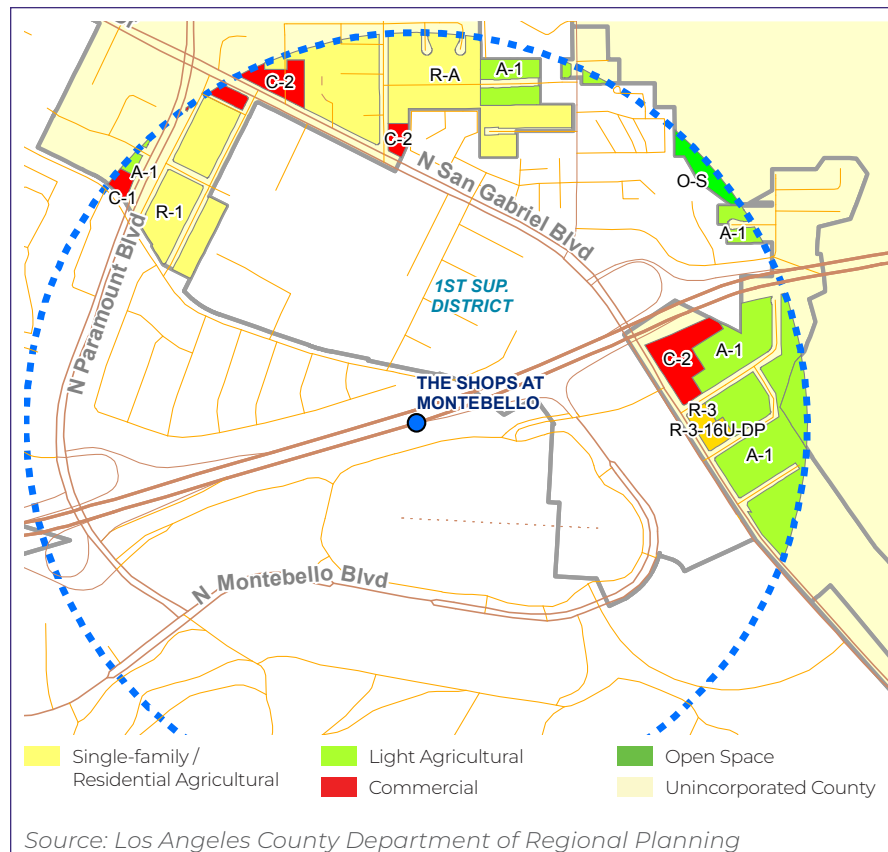 C-2
R-A
A-1
C-2
A-1
C-1
R-1
O-S
A-1
N San Gabriel Blvd
N Paramount Blvd
1ST SUP.
DISTRICT
C-2
A-1
THE SHOPS AT
MONTEBELLO
R-3
R-3-16U-DP
A-1
N Montebello Blvd
Single-family /
Residential Agricultural
Light Agricultural
Commercial
Open Space
Unincorporated County
Source: Los Angeles County Department of Regional Planning